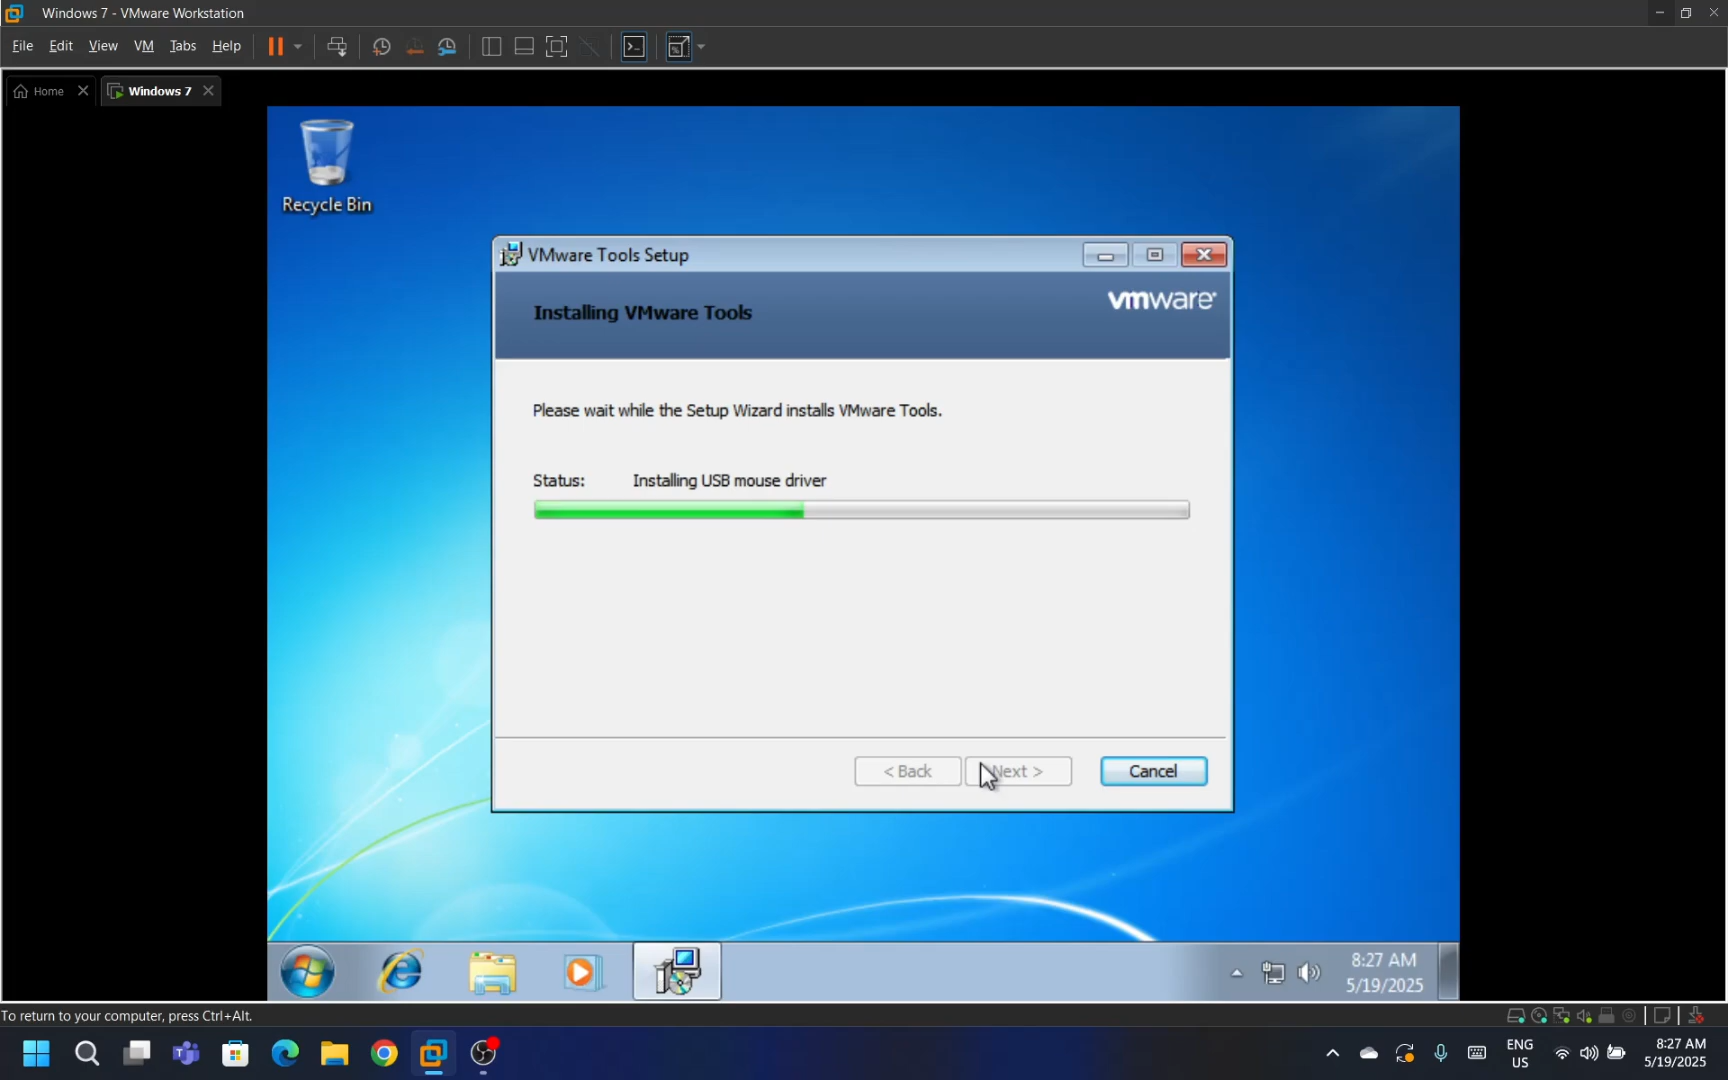 Windows 7 - VMware Workstation
File Edit View VM Tabs Help
Home
Windows 7
Recycle Bin
VMware Tools Setup
Installing VMware Tools
vmware
Please wait while the Setup Wizard installs VMware Tools.
Status: Installing USB mouse driver
< Back
Next >
Cancel
8:27 AM
5/19/2025
To return to your computer, press Ctrl+Alt.
ENG
US
8:27 AM
5/19/2025